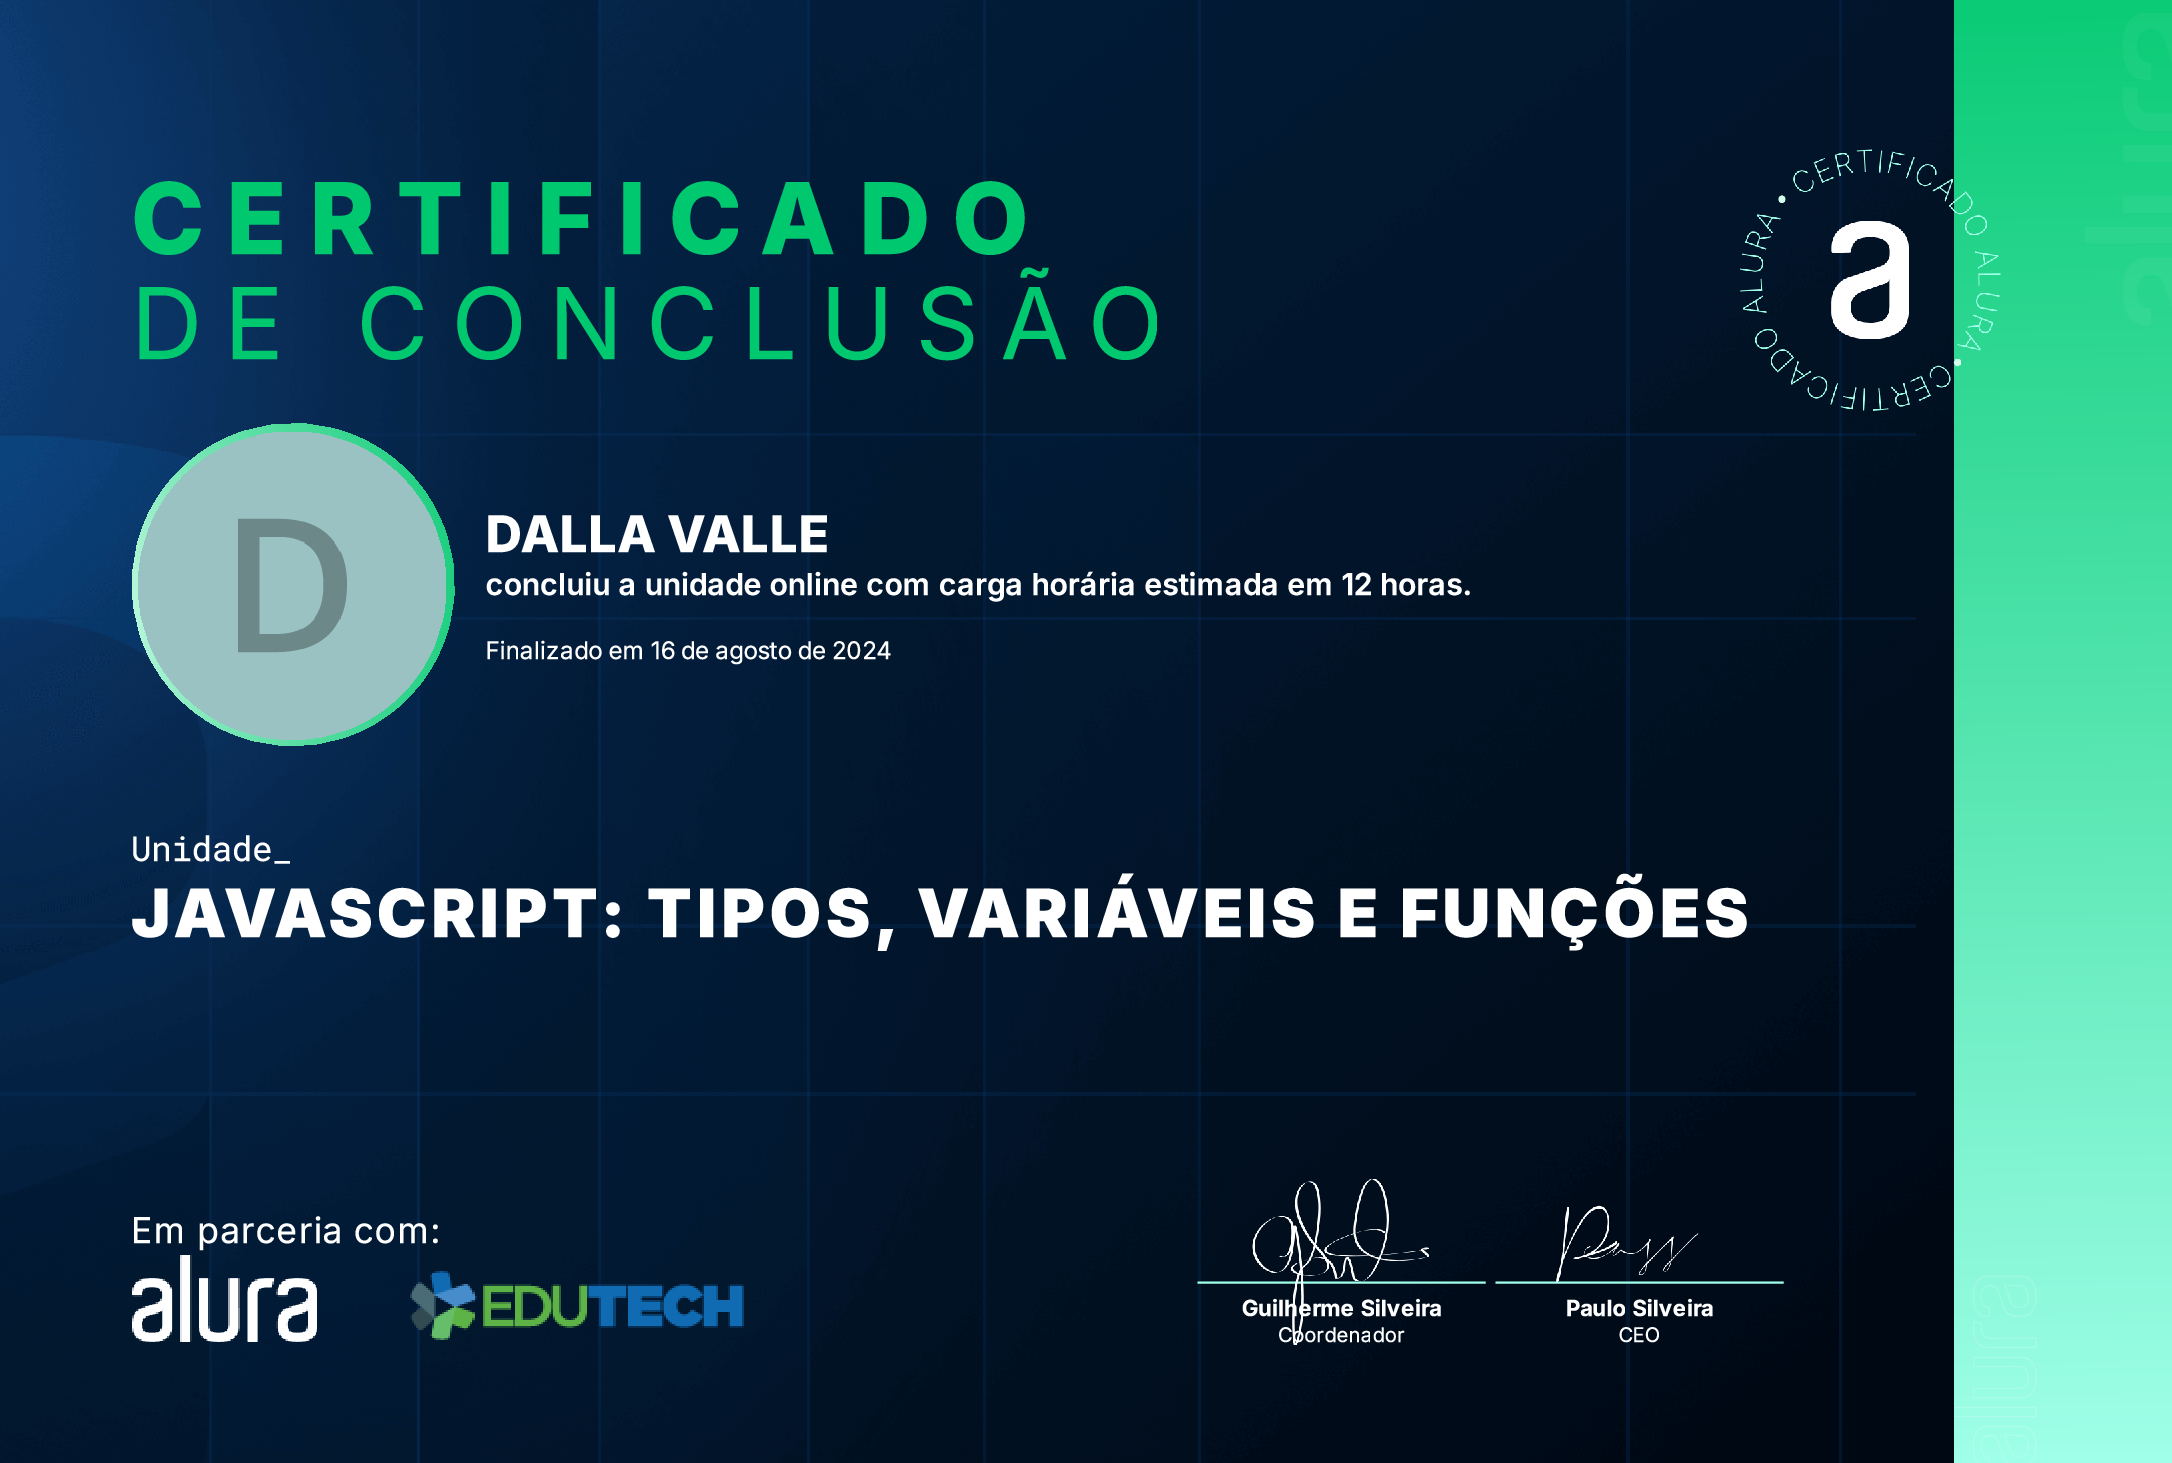 CERTIFICADO
DE CONCLUSÃO
CERTIFICADO ALURA • CERTIFICADO ALURA •
a
D
DALLA VALLE
concluiu a unidade online com carga horária estimada em 12 horas.
Finalizado em 16 de agosto de 2024
Unidade_
JAVASCRIPT: TIPOS, VARIÁVEIS E FUNÇÕES
Em parceria com:
alura
EDUTECH
Guilherme Silveira
Coordenador
Paulo Silveira
CEO
alura
alura